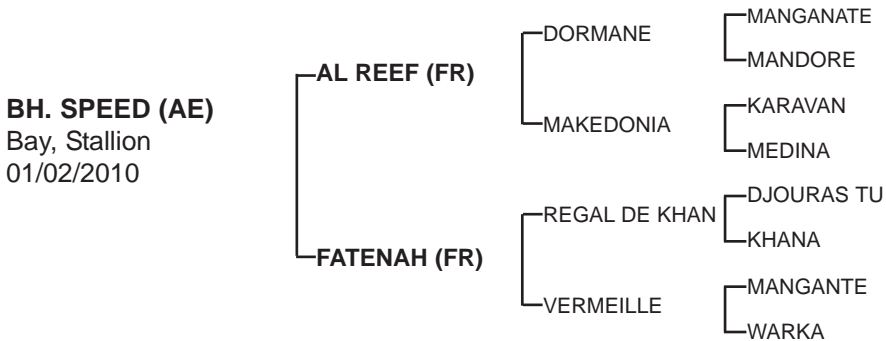 BH. SPEED (AE)
Bay, Stallion
01/02/2010
AL REEF (FR)
FATENAH (FR)
DORMANE
MAKEDONIA
REGAL DE KHAN
VERMEILLE
MANGANATE
MANDORE
KARAVAN
MEDINA
DJOURAS TU
KHANA
MANGANTE
WARKA